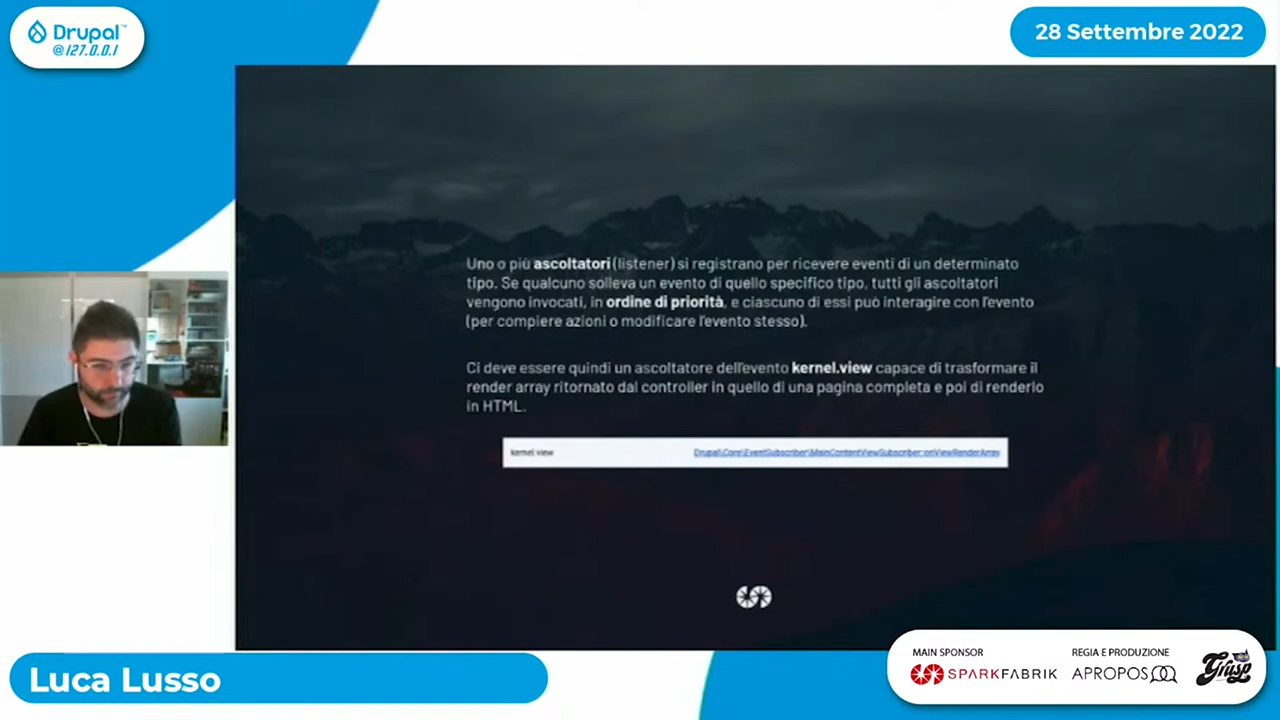 Drupal™
@127.0.0.1
28 Settembre 2022
Uno o più ascoltatori (listener) si registrano per ricevere eventi di un determinato
tipo. Se qualcuno solleva un evento di quello specifico tipo, tutti gli ascoltatori
vengono invocati, in ordine di priorità, e ciascuno di essi può interagire con l'evento
(per compiere azioni o modificare l'evento stesso).
Ci deve essere quindi un ascoltatore dell'evento kernel.view capace di trasformare il
render array ritornato dal controller in quello di una pagina completa e poi di renderlo
in HTML.
kernel.view
Drupal\Core\EventSubscriber\MainContentViewSubscriber::onViewRenderArray
Luca Lusso
MAIN SPONSOR
SPARKFABRIK
REGIA E PRODUZIONE
APROPOS
Grusp